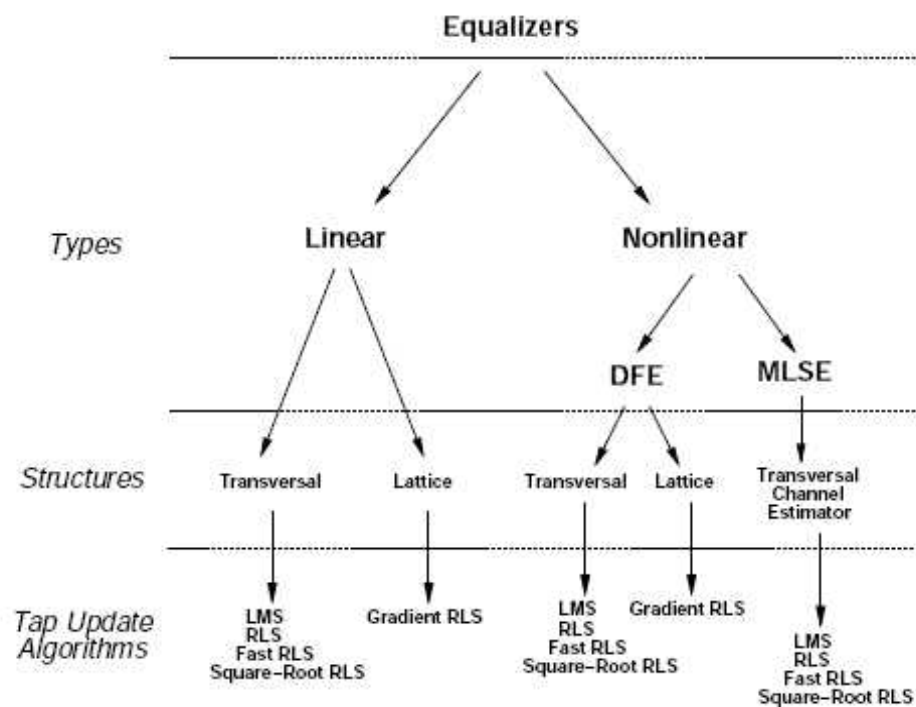 Equalizers
Types
Linear
Nonlinear
DFE
MLSE
Structures
Transversal
Lattice
Transversal
Lattice
Transversal
Channel
Estimator
Tap Update
Algorithms
LMS
RLS
Fast RLS
Square-Root RLS
Gradient RLS
LMS
RLS
Fast RLS
Square-Root RLS
Gradient RLS
LMS
RLS
Fast RLS
Square-Root RLS